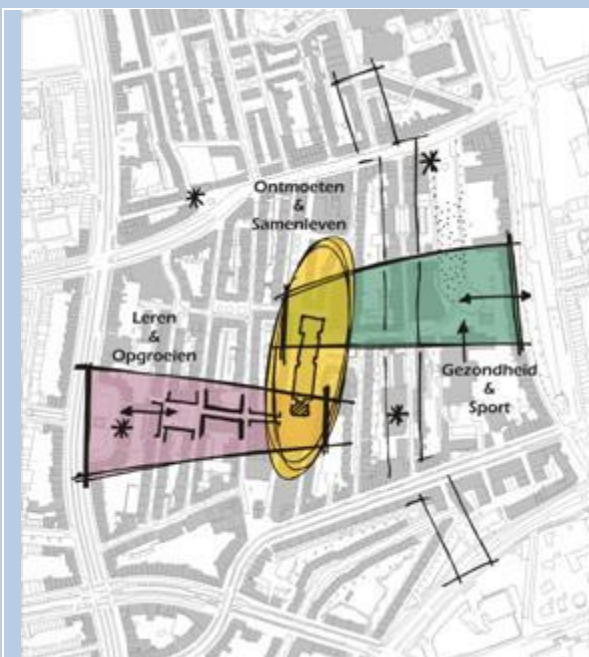 Ontmoeten
&
Samenleven
Leren
&
Opgroeien
Gezondheid
&
Sport